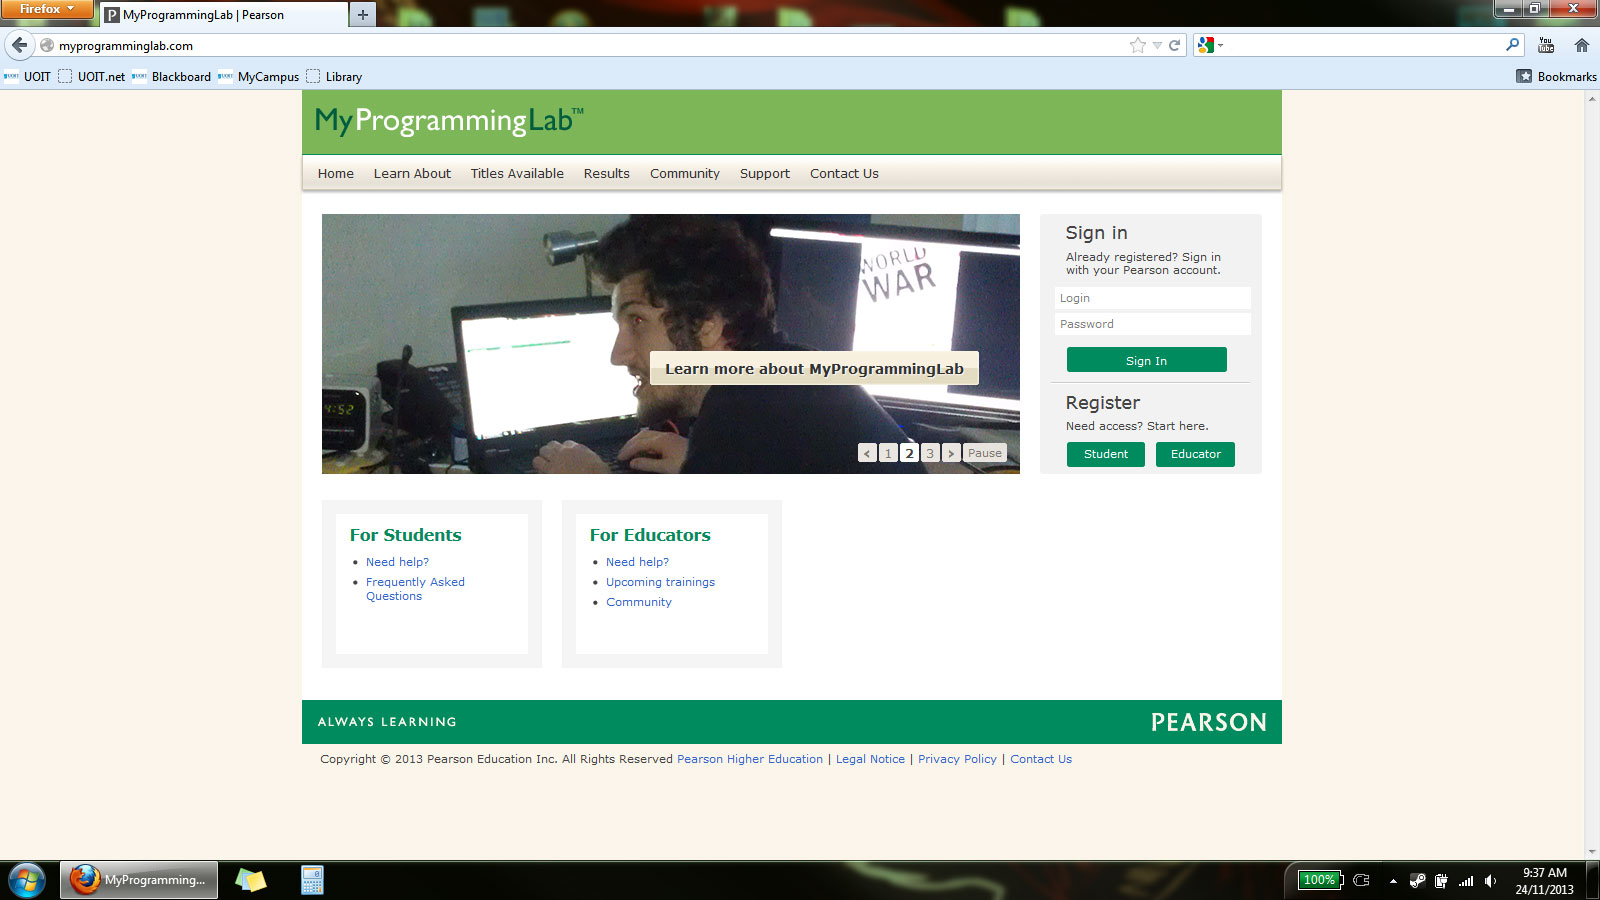 Firefox
MyProgrammingLab | Pearson
myprogramminglab.com
You
Tube
UOIT
UOIT.net
Blackboard
MyCampus
Library
Bookmarks
MyProgrammingLab™
Home
Learn About
Titles Available
Results
Community
Support
Contact Us
WORLD
WAR
4:52
Learn more about MyProgrammingLab
< 1 2 3 > Pause
Sign in
Already registered? Sign in
with your Pearson account.
Login
Password
Sign In
Register
Need access? Start here.
Student
Educator
For Students
Need help?
Frequently Asked
Questions
For Educators
Need help?
Upcoming trainings
Community
ALWAYS LEARNING
PEARSON
Copyright © 2013 Pearson Education Inc. All Rights Reserved Pearson Higher Education | Legal Notice | Privacy Policy | Contact Us
MyProgramming...
100%
9:37 AM
24/11/2013